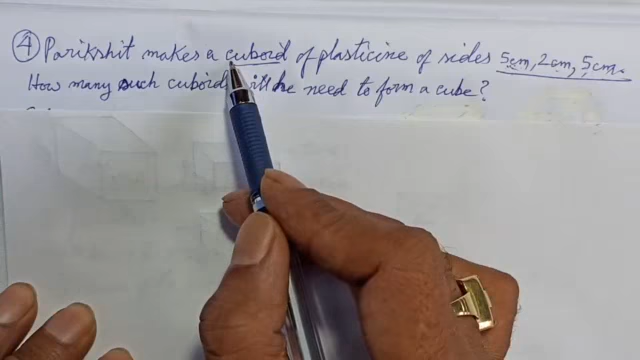 ④ Parikshit makes a cuboid of plasticine of sides 5cm, 2cm, 5cm.
How many such cuboids will he need to form a cube?